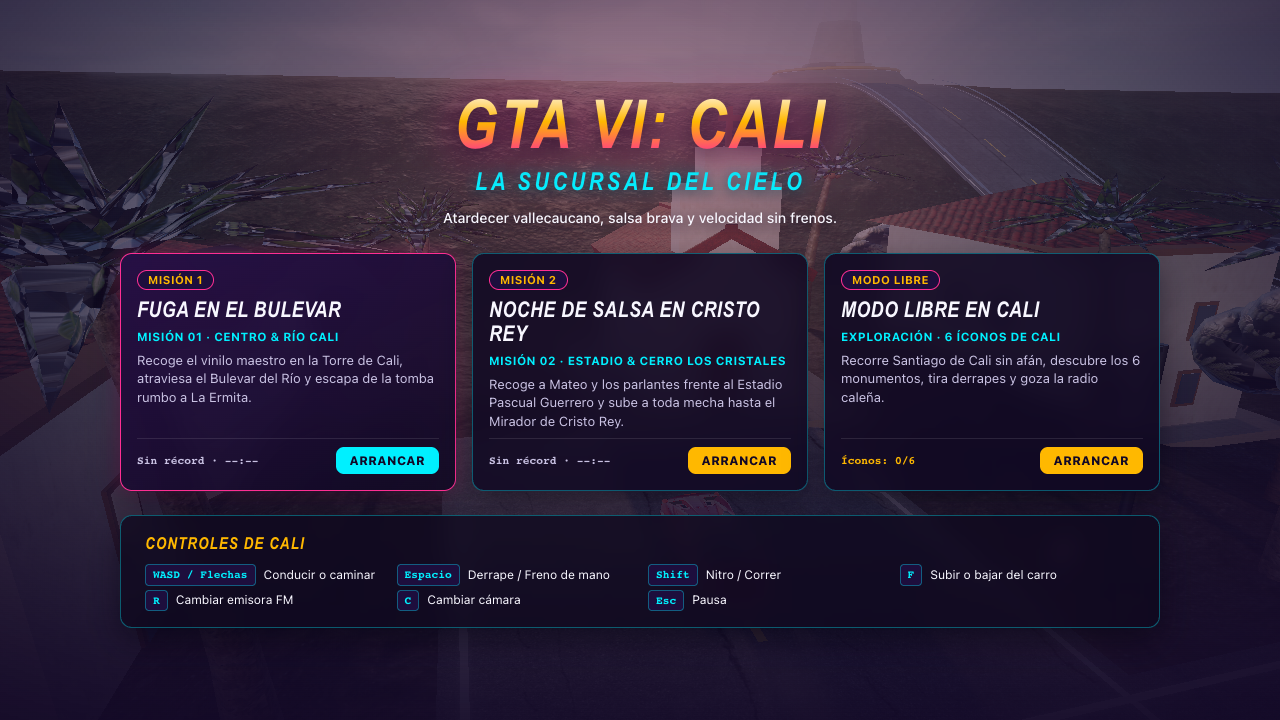 GTA VI: CALI
LA SUCURSAL DEL CIELO
Atardecer vallecaucano, salsa brava y velocidad sin frenos.
MISIÓN 1
FUGA EN EL BULEVAR
MISIÓN 01 · CENTRO & RÍO CALI
Recoge el vinilo maestro en la Torre de Cali,
atraviesa el Bulevar del Río y escapa de la tomba
rumbo a La Ermita.
Sin récord · --:--
ARRANCAR
MISIÓN 2
NOCHE DE SALSA EN CRISTO
REY
MISIÓN 02 · ESTADIO & CERRO LOS CRISTALES
Recoge a Mateo y los parlantes frente al Estadio
Pascual Guerrero y sube a toda mecha hasta el
Mirador de Cristo Rey.
Sin récord · --:--
ARRANCAR
MODO LIBRE
MODO LIBRE EN CALI
EXPLORACIÓN · 6 ÍCONOS DE CALI
Recorre Santiago de Cali sin afán, descubre los 6
monumentos, tira derrapes y goza la radio
caleña.
Íconos: 0/6
ARRANCAR
CONTROLES DE CALI
WASD / Flechas Conducir o caminar
Espacio Derrape / Freno de mano
Shift Nitro / Correr
F Subir o bajar del carro
R Cambiar emisora FM
C Cambiar cámara
Esc Pausa